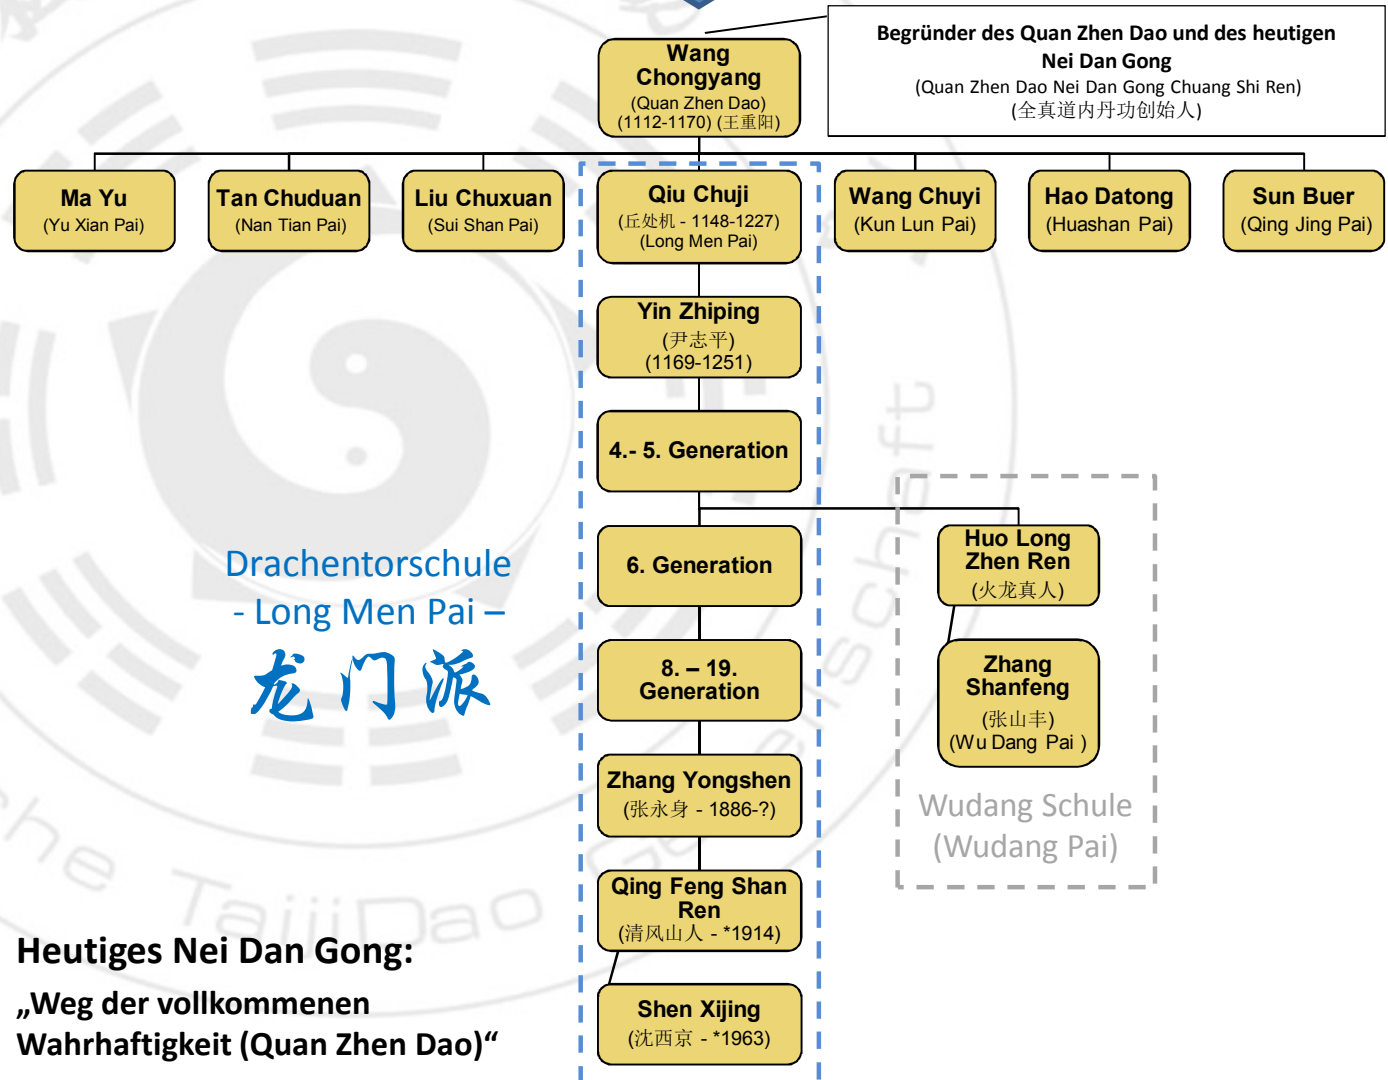 Wang
Chongyang
(Quan Zhen Dao)
(1112-1170) (王重阳)
Begründer des Quan Zhen Dao und des heutigen
Nei Dan Gong
(Quan Zhen Dao Nei Dan Gong Chuang Shi Ren)
(全真道内丹功创始人)
Ma Yu
(Yu Xian Pai)
Tan Chuduan
(Nan Tian Pai)
Liu Chuxuan
(Sui Shan Pai)
Qiu Chuji
(丘处机 - 1148-1227)
(Long Men Pai)
Wang Chuyi
(Kun Lun Pai)
Hao Datong
(Huashan Pai)
Sun Buer
(Qing Jing Pai)
Yin Zhiping
(尹志平)
(1169-1251)
4.- 5. Generation
6. Generation
Huo Long
Zhen Ren
(火龙真人)
Drachentorschule
- Long Men Pai –
龙门派
8. – 19.
Generation
Zhang
Shanfeng
(张山丰)
(Wu Dang Pai )
Zhang Yongshen
(张永身 - 1886-?)
Wudang Schule
(Wudang Pai)
Qing Feng Shan
Ren
(清风山人 - *1914)
Shen Xijing
(沈西京 - *1963)
Heutiges Nei Dan Gong:
„Weg der vollkommenen
Wahrhaftigkeit (Quan Zhen Dao)“
TaijiDao